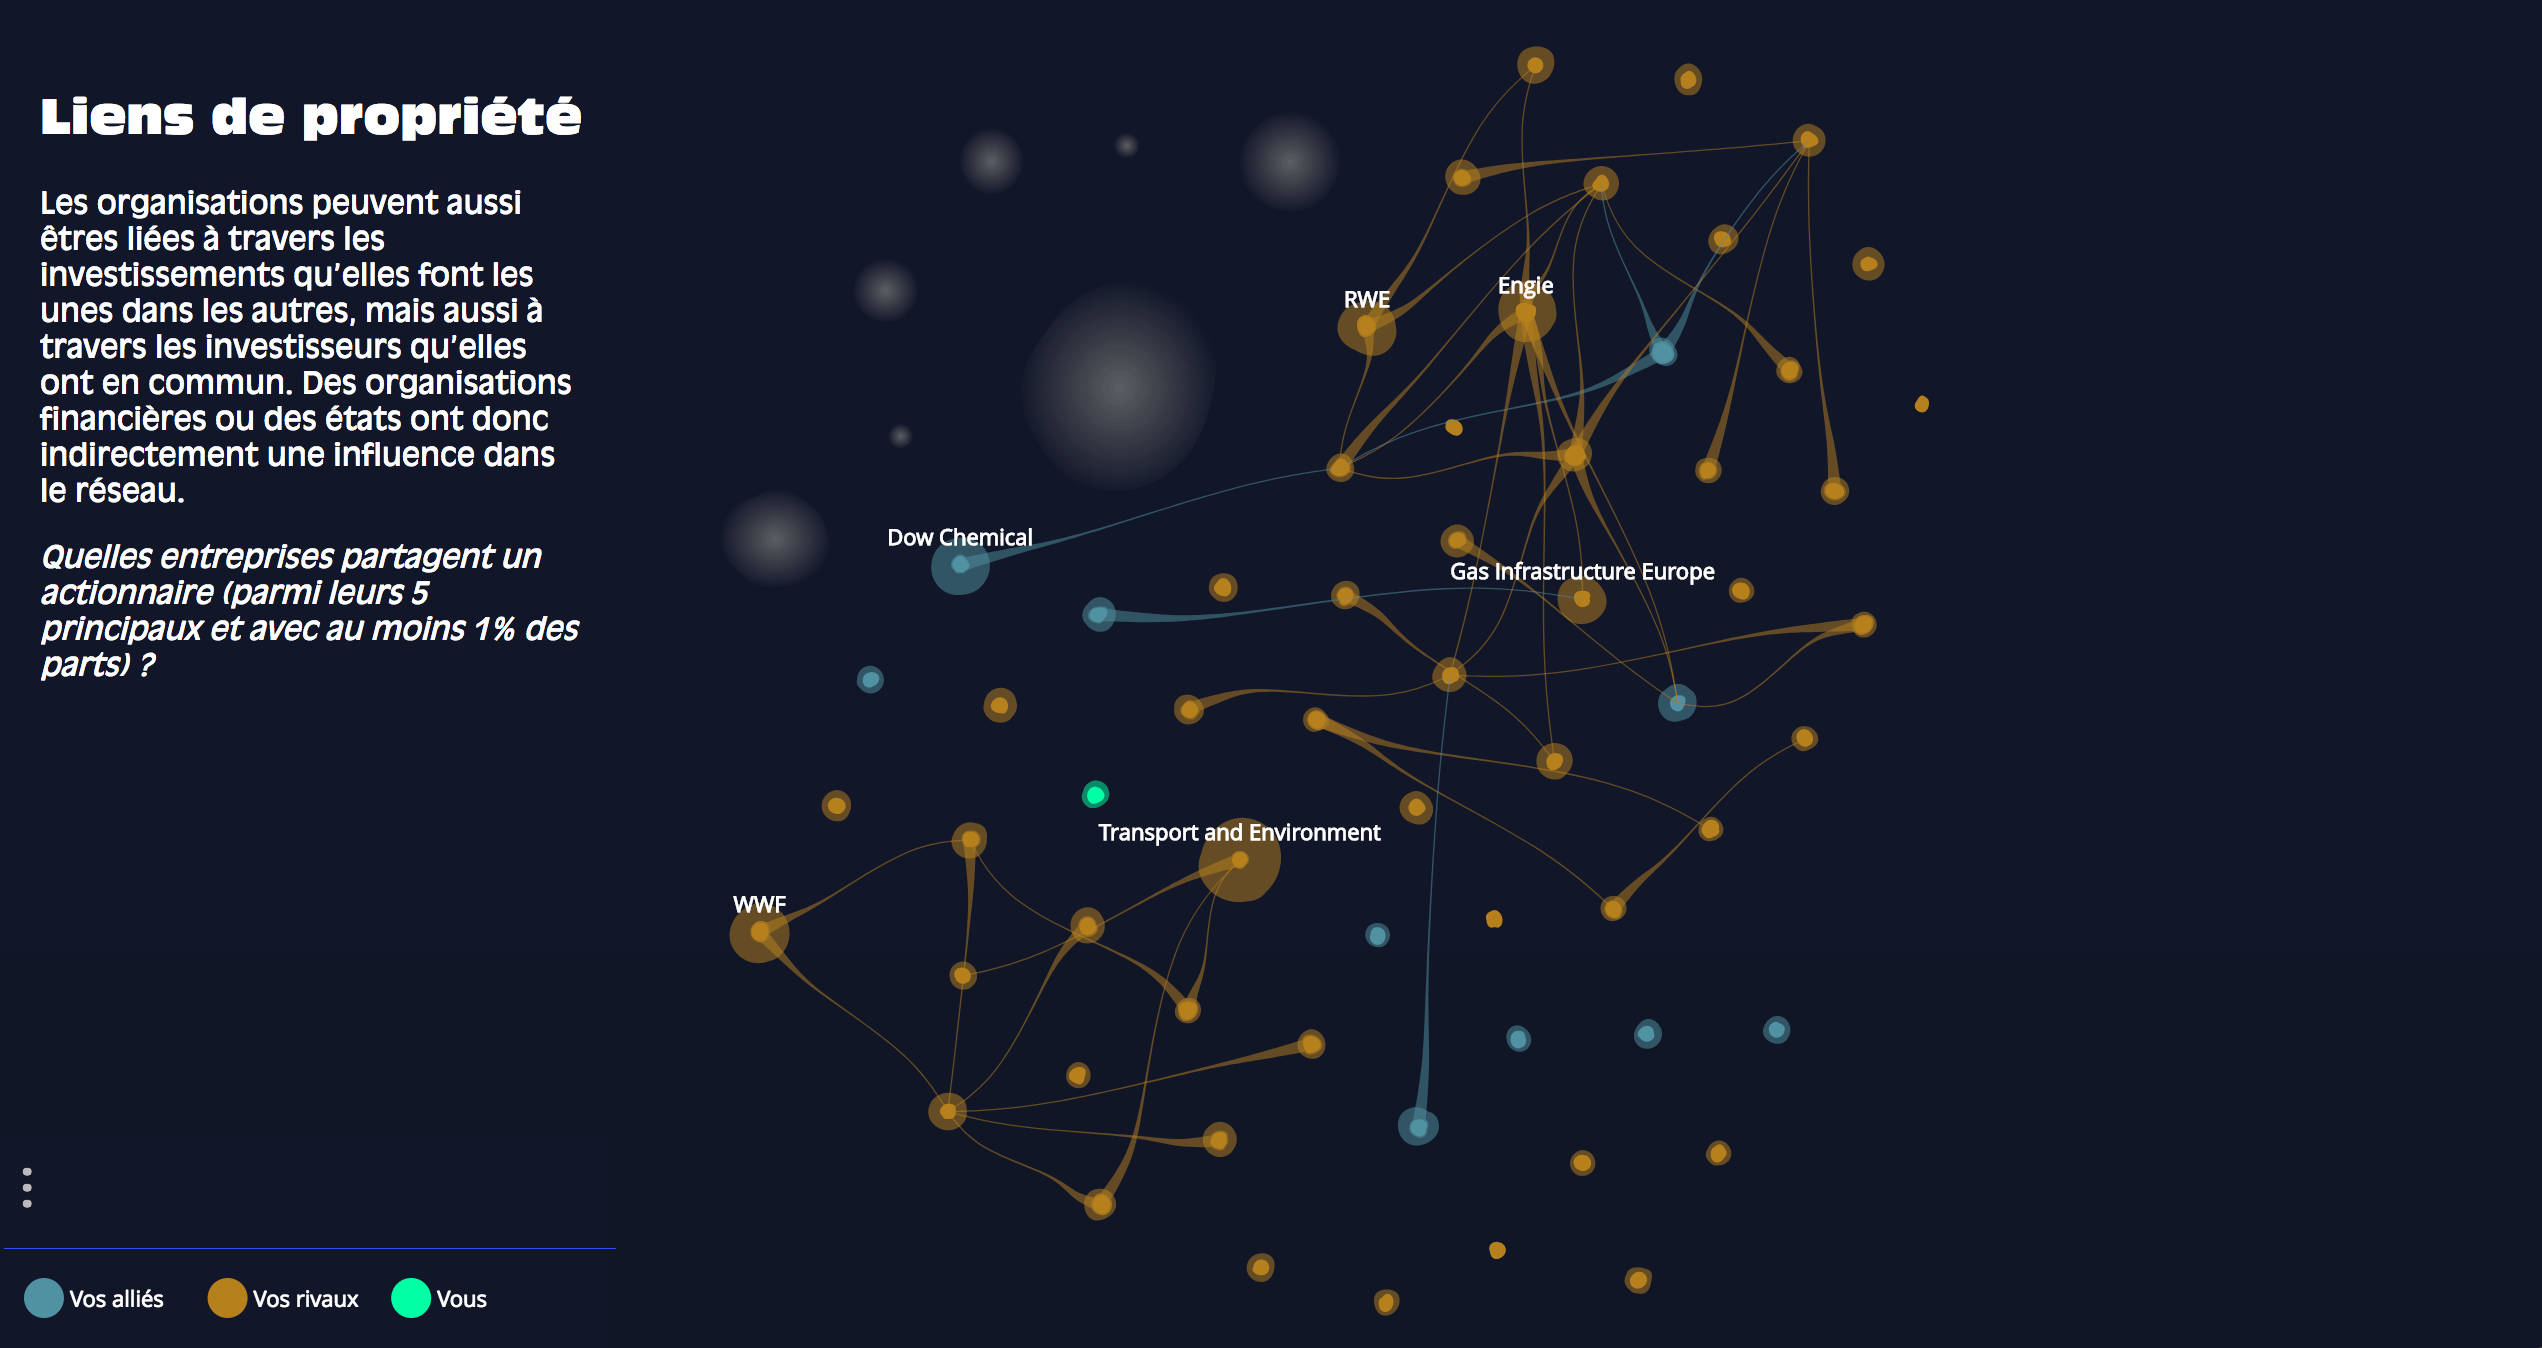 Liens de propriété
Les organisations peuvent aussi
êtres liées à travers les
investissements qu'elles font les
unes dans les autres, mais aussi à
travers les investisseurs qu'elles
ont en commun. Des organisations
financières ou des états ont donc
indirectement une influence dans
le réseau.
Quelles entreprises partagent un
actionnaire (parmi leurs 5
principaux et avec au moins 1% des
parts) ?
RWE
Engie
Dow Chemical
Gas Infrastructure Europe
Transport and Environment
WWF
Vos alliés
Vos rivaux
Vous